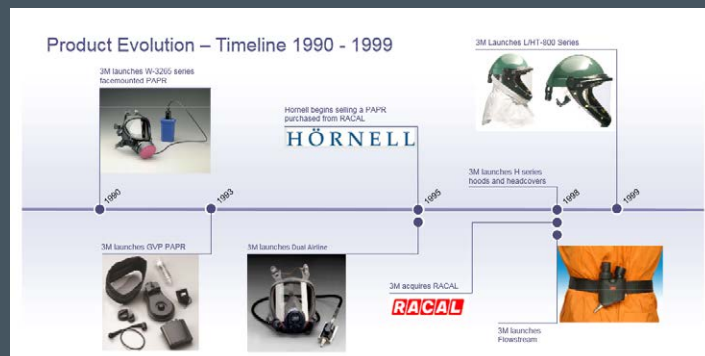 Product Evolution – Timeline 1990 - 1999
3M launches W-3265 series
facemounted PAPR
Hornell begins selling a PAPR
purchased from RACAL
HÖRNELL
3M Launches L/HT-800 Series
3M launches H series
hoods and headcovers
1990
1993
1995
1998
1999
3M launches GVP PAPR
3M launches Dual Airline
3M acquires RACAL
RACAL
3M launches
Flowstream